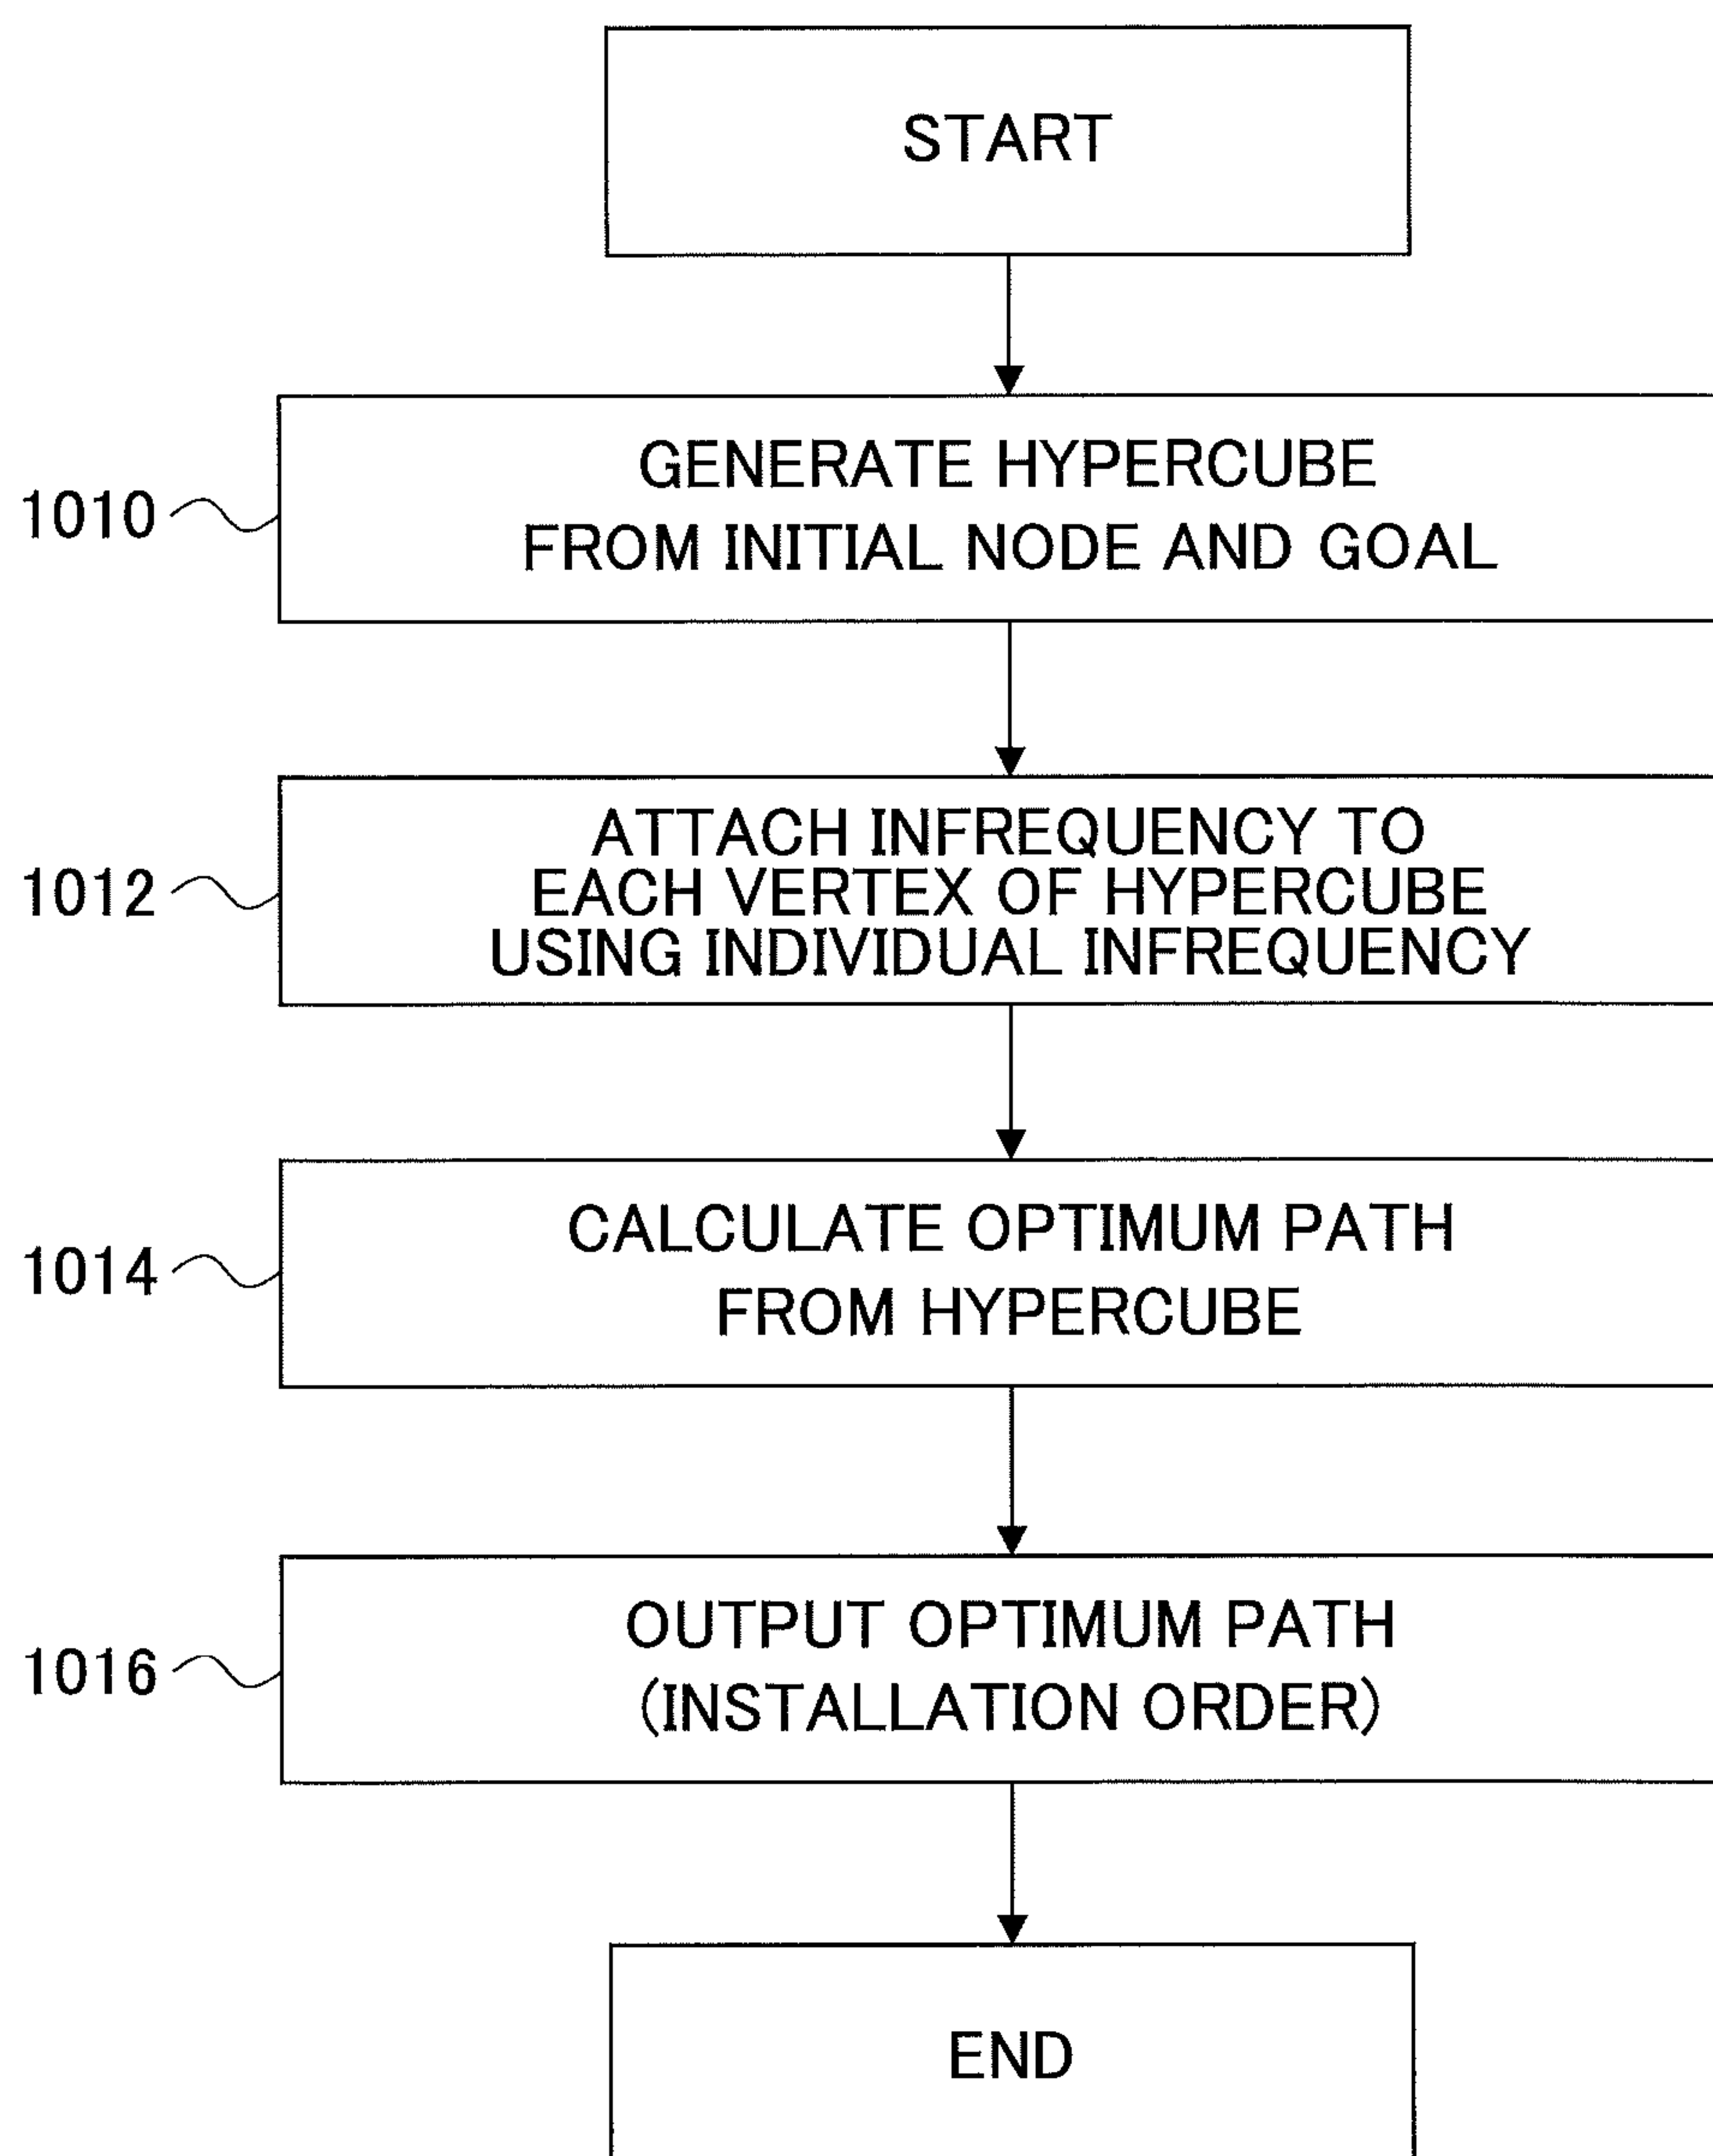 START
GENERATE HYPERCUBE
FROM INITIAL NODE AND GOAL
1010
ATTACH INFREQUENCY TO
EACH VERTEX OF HYPERCUBE
USING INDIVIDUAL INFREQUENCY
1012
CALCULATE OPTIMUM PATH
FROM HYPERCUBE
1014
OUTPUT OPTIMUM PATH
(INSTALLATION ORDER)
1016
END